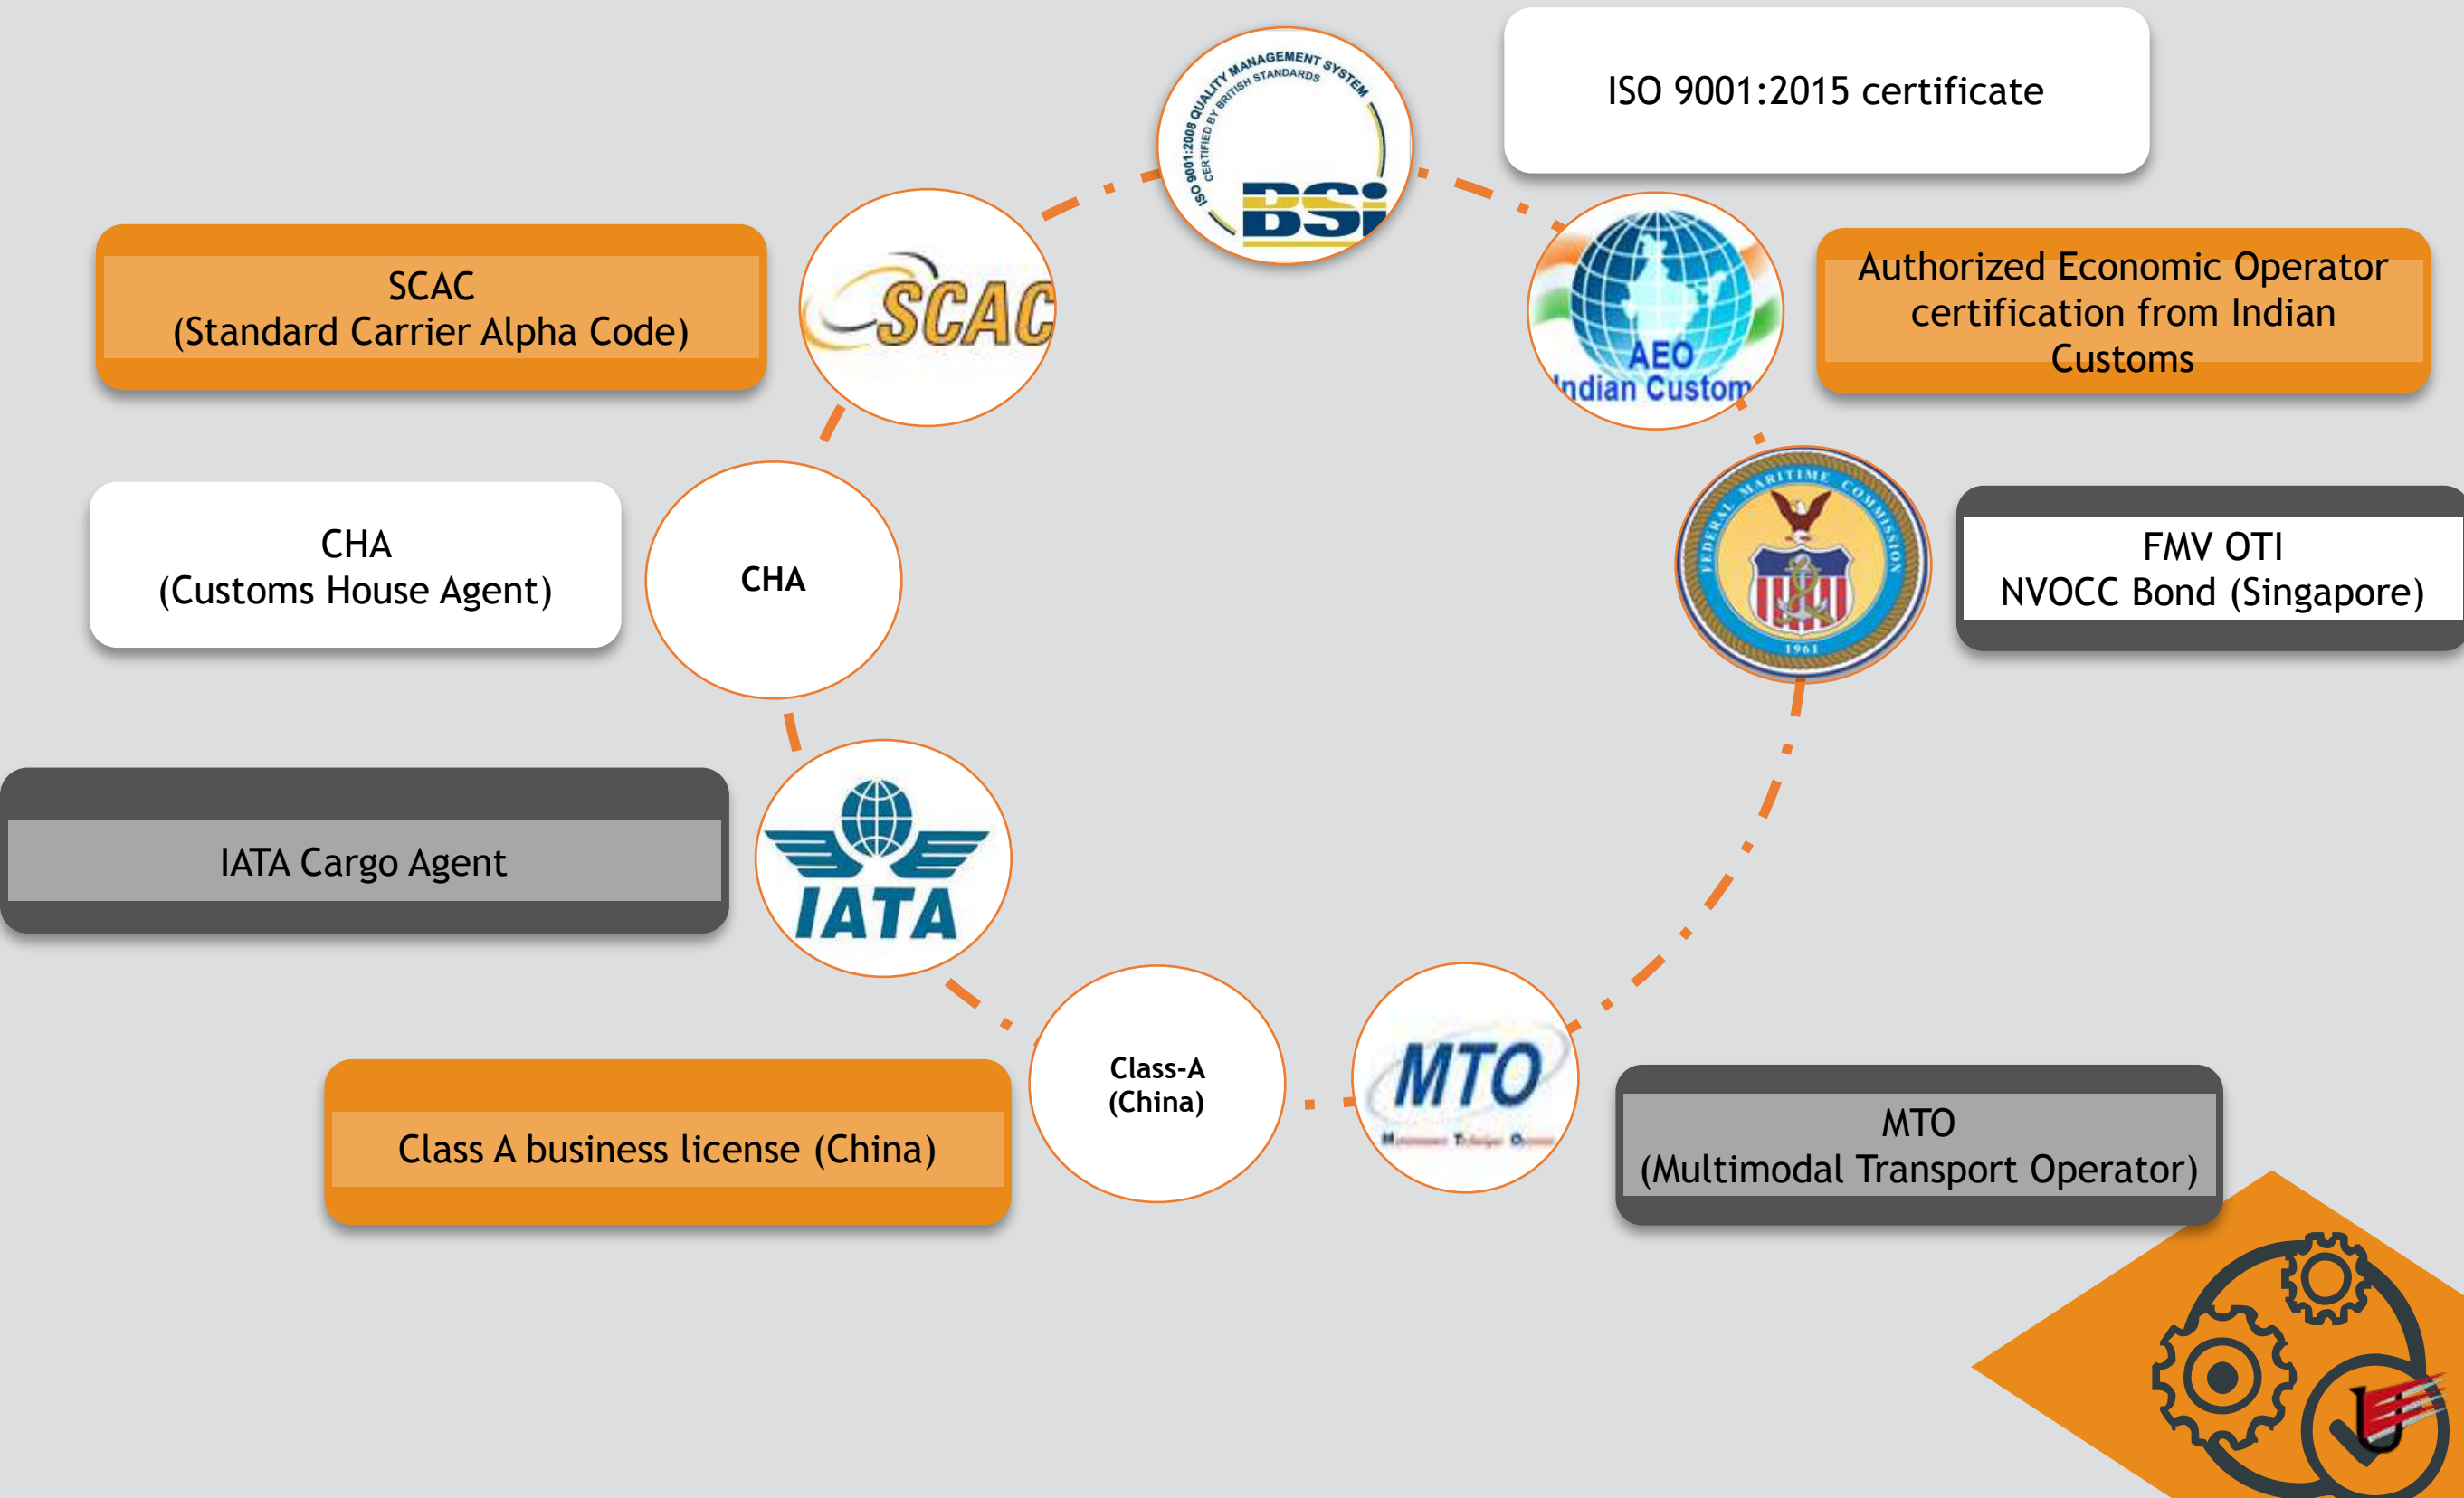 ISO 9001:2008 QUALITY MANAGEMENT SYSTEM
CERTIFIED BY BRITISH STANDARDS
BSi
ISO 9001:2015 certificate
SCAC
(Standard Carrier Alpha Code)
SCAC
AEO
Indian Custom
Authorized Economic Operator
certification from Indian
Customs
CHA
(Customs House Agent)
CHA
FEDERAL MARITIME COMMISSION
1961
FMV OTI
NVOCC Bond (Singapore)
IATA Cargo Agent
IATA
Class A business license (China)
Class-A
(China)
MTO
MTO
(Multimodal Transport Operator)
U